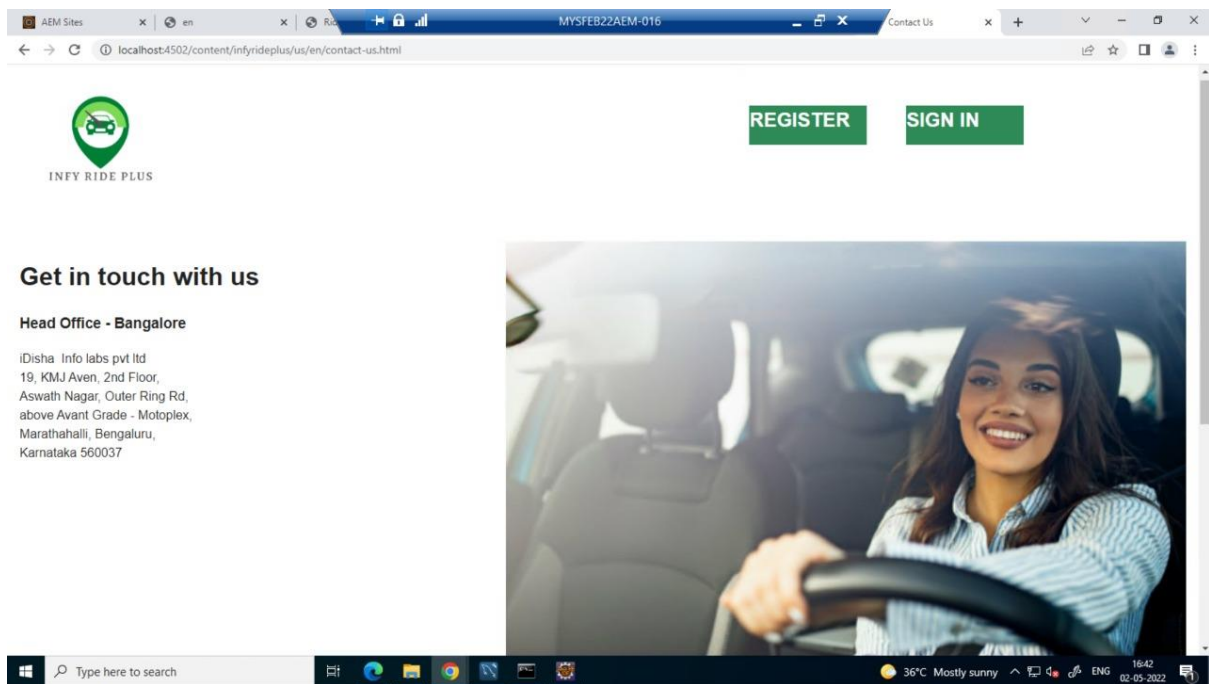 AEM Sites
en
MYSFEB22AEM-016
Contact Us
localhost:4502/content/infyrideplus/us/en/contact-us.html
INFY RIDE PLUS
REGISTER
SIGN IN
Get in touch with us
Head Office - Bangalore
iDisha Info labs pvt ltd
19, KMJ Aven, 2nd Floor,
Aswath Nagar, Outer Ring Rd,
above Avant Grade - Motoplex,
Marathahalli, Bengaluru,
Karnataka 560037
Type here to search
36°C Mostly sunny
ENG
16:42
02-05-2022